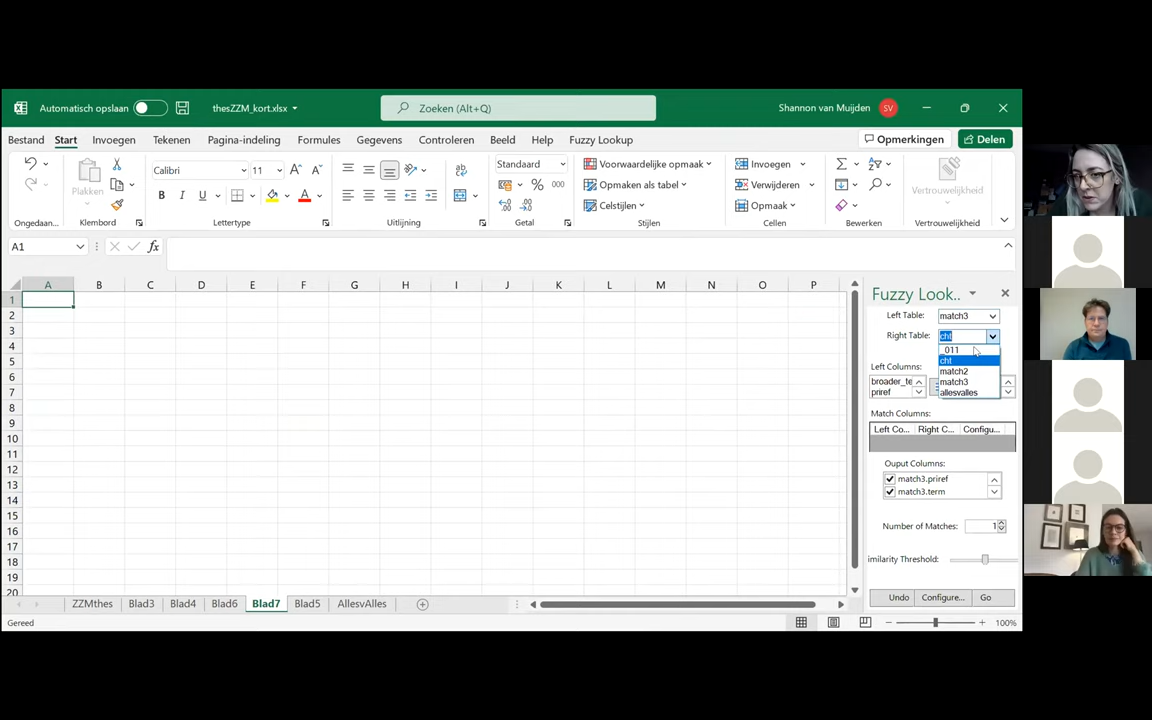 Automatisch opslaan
thesZZM_kort.xlsx
Zoeken (Alt+Q)
Shannon van Muijden
SV
Bestand Start Invoegen Tekenen Pagina-indeling Formules Gegevens Controleren Beeld Help Fuzzy Lookup
Opmerkingen
Delen
Plakken
Calibri 11
B I U
Standaard
% 000
Voorwaardelijke opmaak
Opmaken als tabel
Celstijlen
Invoegen
Verwijderen
Opmaak
Vertrouwelijkheid
Ongedaan... Klembord Lettertype Uitlijning Getal Stijlen Cellen Bewerken Vertrouwelijkheid
A1
fx
A B C D E F G H I J K L M N O P
1
2
3
4
5
6
7
8
9
10
11
12
13
14
15
16
17
18
19
20
Fuzzy Look..
Left Table: match3
Right Table: cht
_011
cht
match2
match3
allesvalles
Left Columns:
broader_te
priref
Match Columns:
Left Co... Right C... Configu...
Ouput Columns:
match3.priref
match3.term
Number of Matches: 1
imilarity Threshold:
Undo Configure... Go
ZZMthes Blad3 Blad4 Blad6 Blad7 Blad5 AllesvAlles
Gereed
100%